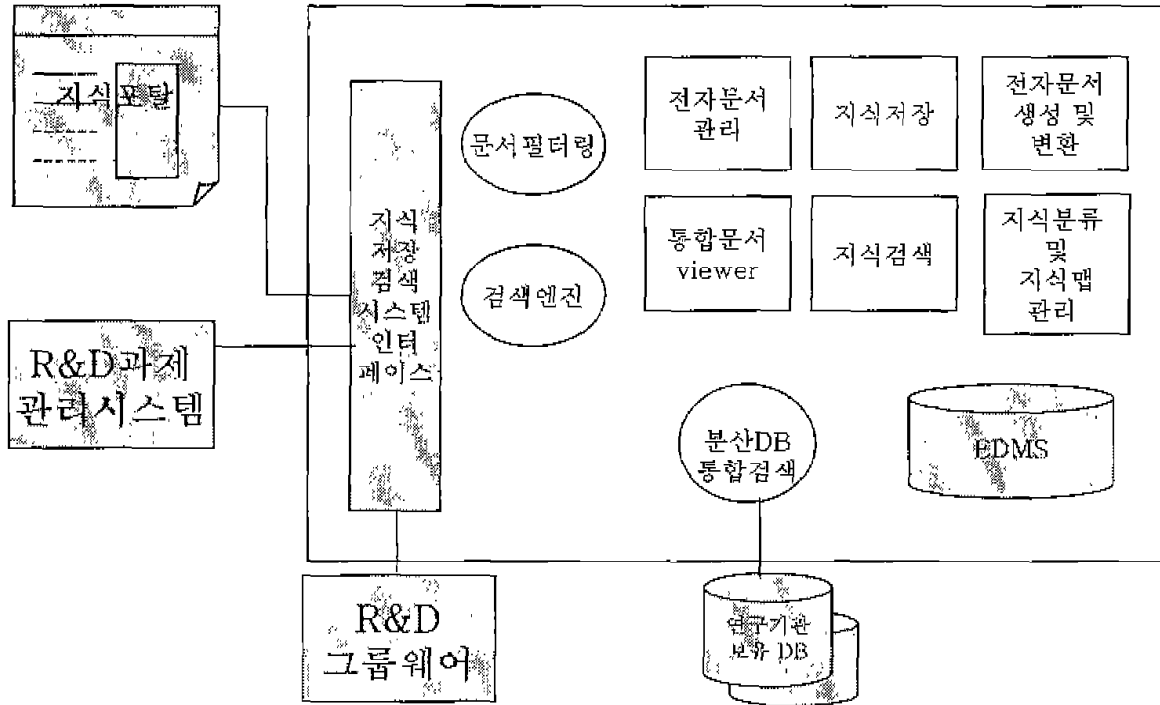 지식포탈
R&D과제
관리시스템
지식
저장
검색
시스템
인터
페이스
문서필터링
검색엔진
전자문서
관리
지식저장
전자문서
생성 및
변환
통합문서
viewer
지식검색
지식분류
및
지식맵
관리
분산DB
통합검색
EDMS
R&D
그룹웨어
연구기관
보유 DB